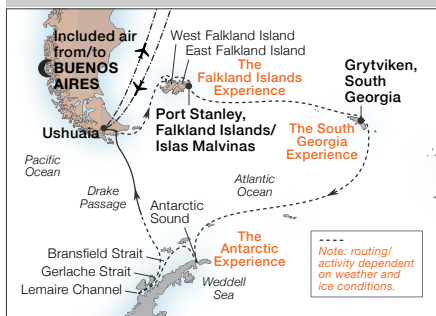 Included air
from/to
BUENOS
AIRES
West Falkland Island
East Falkland Island
The
Falkland Islands
Experience
Grytviken,
South
Georgia
Ushuaia
Port Stanley,
Falkland Islands/
Islas Malvinas
The South
Georgia
Experience
Pacific
Ocean
Drake
Passage
Atlantic
Ocean
Antarctic
Sound
The
Antarctic
Experience
Bransfield Strait
Gerlache Strait
Lemaire Channel
Weddell
Sea
Note: routing/
activity dependent
on weather and
ice conditions.